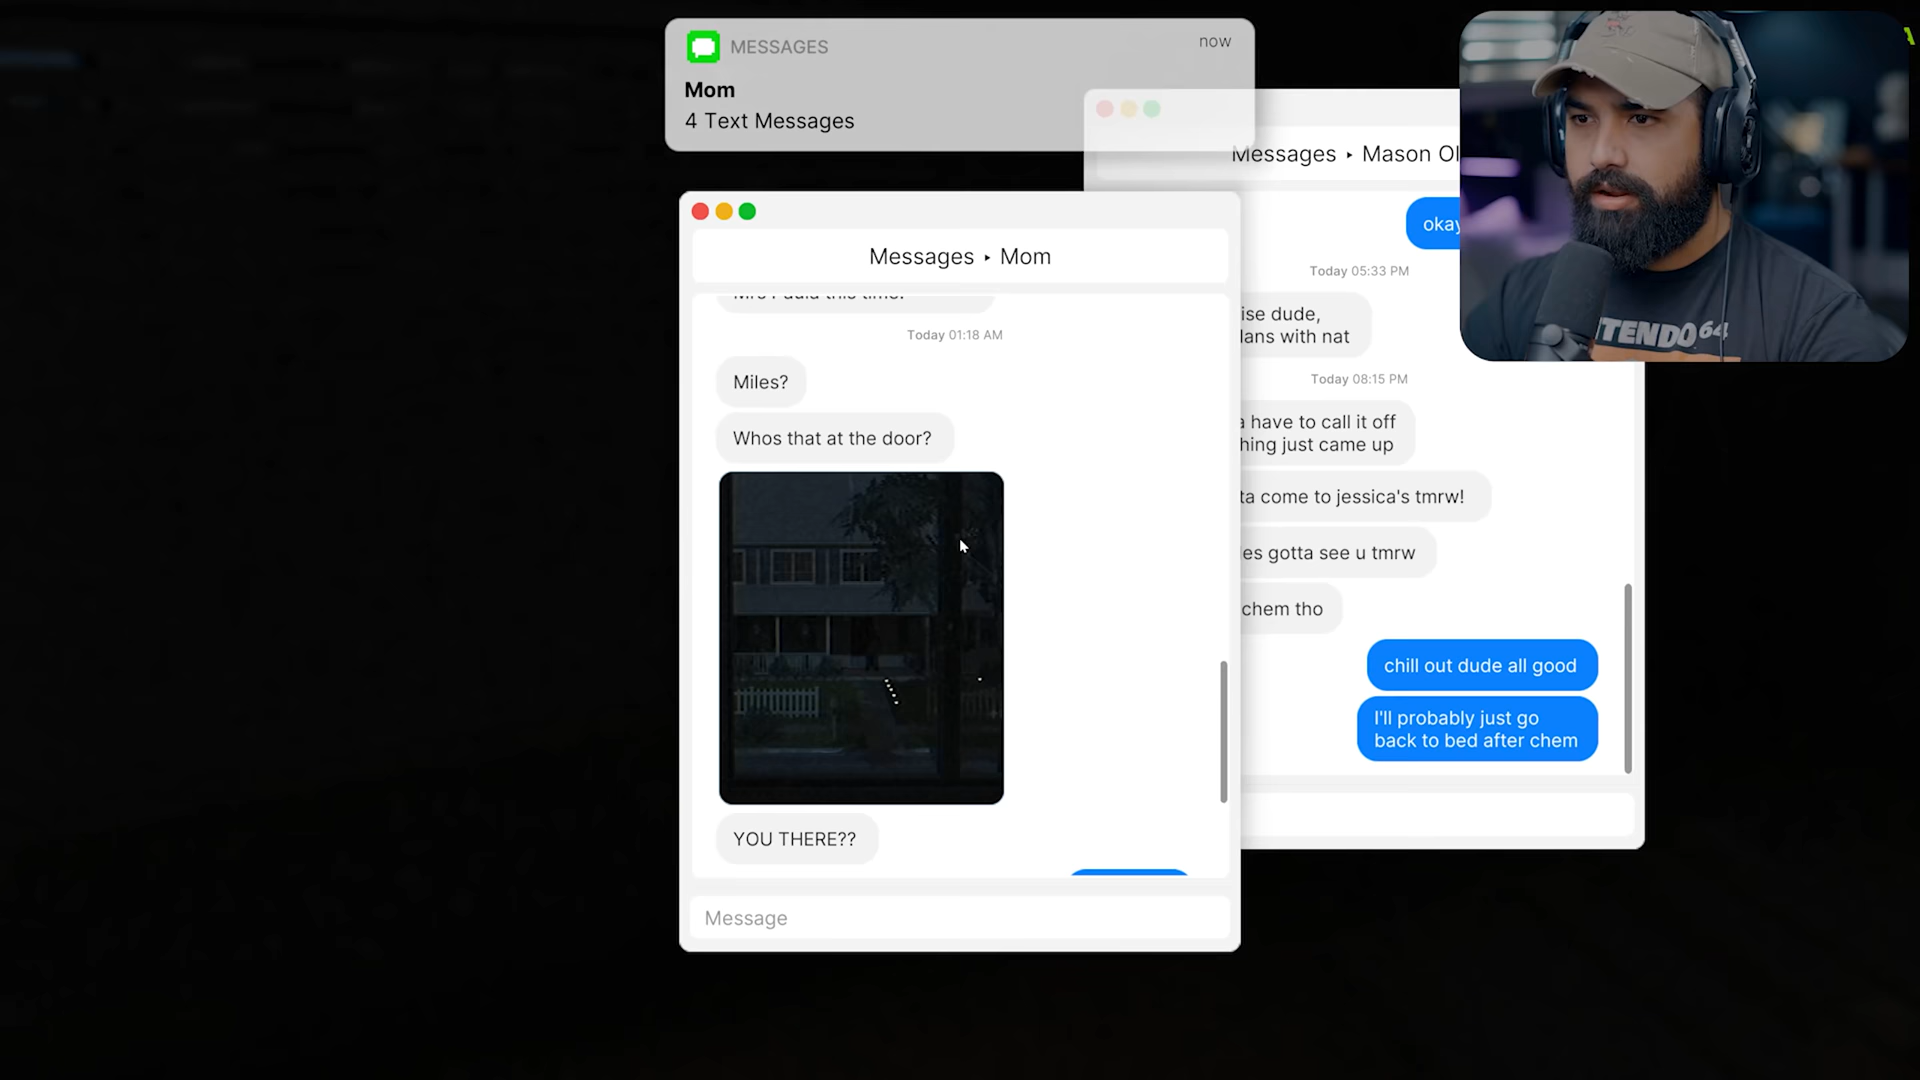 MESSAGES
now
Mom
4 Text Messages
Messages ‣ Mason Ol
okay
Today 05:33 PM
ise dude,
lans with nat
Today 08:15 PM
a have to call it off
hing just came up
ta come to jessica's tmrw!
es gotta see u tmrw
chem tho
chill out dude all good
I'll probably just go
back to bed after chem
Messages ‣ Mom
Today 01:18 AM
Miles?
Whos that at the door?
YOU THERE??
Message
TENDO 64
A